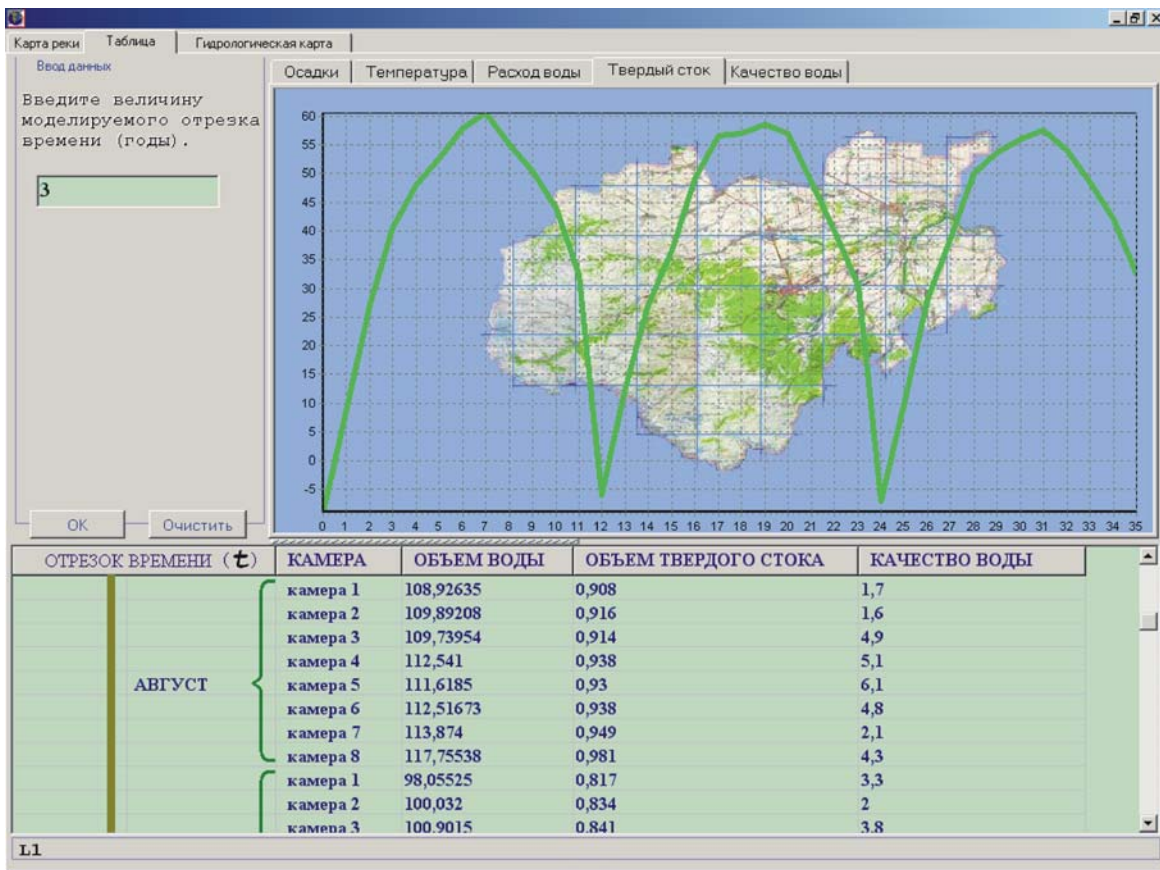 Карта реки Таблица Гидрологическая карта
Ввод данных
Введите величину
моделируемого отрезка
времени (годы).
3
OK Очистить
Осадки Температура Расход воды Твердый сток Качество воды
60
55
50
45
40
35
30
25
20
15
10
5
0
-5
0 1 2 3 4 5 6 7 8 9 10 11 12 13 14 15 16 17 18 19 20 21 22 23 24 25 26 27 28 29 30 31 32 33 34 35
ОТРЕЗОК ВРЕМЕНИ (t) КАМЕРА ОБЪЕМ ВОДЫ ОБЪЕМ ТВЕРДОГО СТОКА КАЧЕСТВО ВОДЫ
камера 1 108,92635 0,908 1,7
камера 2 109,89208 0,916 1,6
камера 3 109,73954 0,914 4,9
камера 4 112,541 0,938 5,1
АВГУСТ камера 5 111,6185 0,93 6,1
камера 6 112,51673 0,938 4,8
камера 7 113,874 0,949 2,1
камера 8 117,75538 0,981 4,3
камера 1 98,05525 0,817 3,3
камера 2 100,032 0,834 2
камера 3 100,9015 0,841 3,8
L1